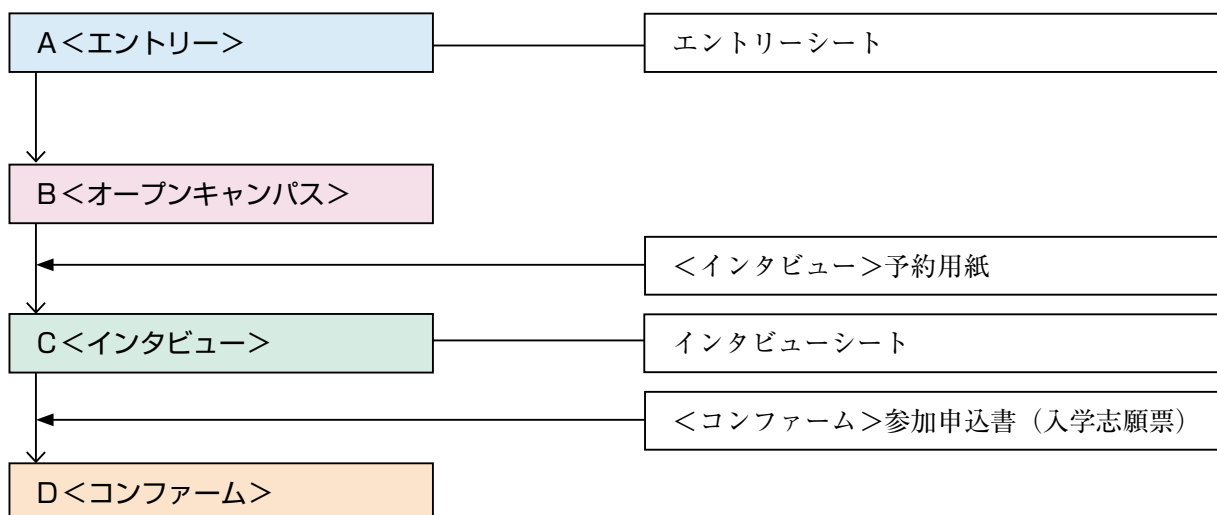 A<エントリー>
エントリーシート
B<オープンキャンパス>
<インタビュー>予約用紙
C<インタビュー>
インタビューシート
<コンファーム>参加申込書（入学志願票）
D<コンファーム>